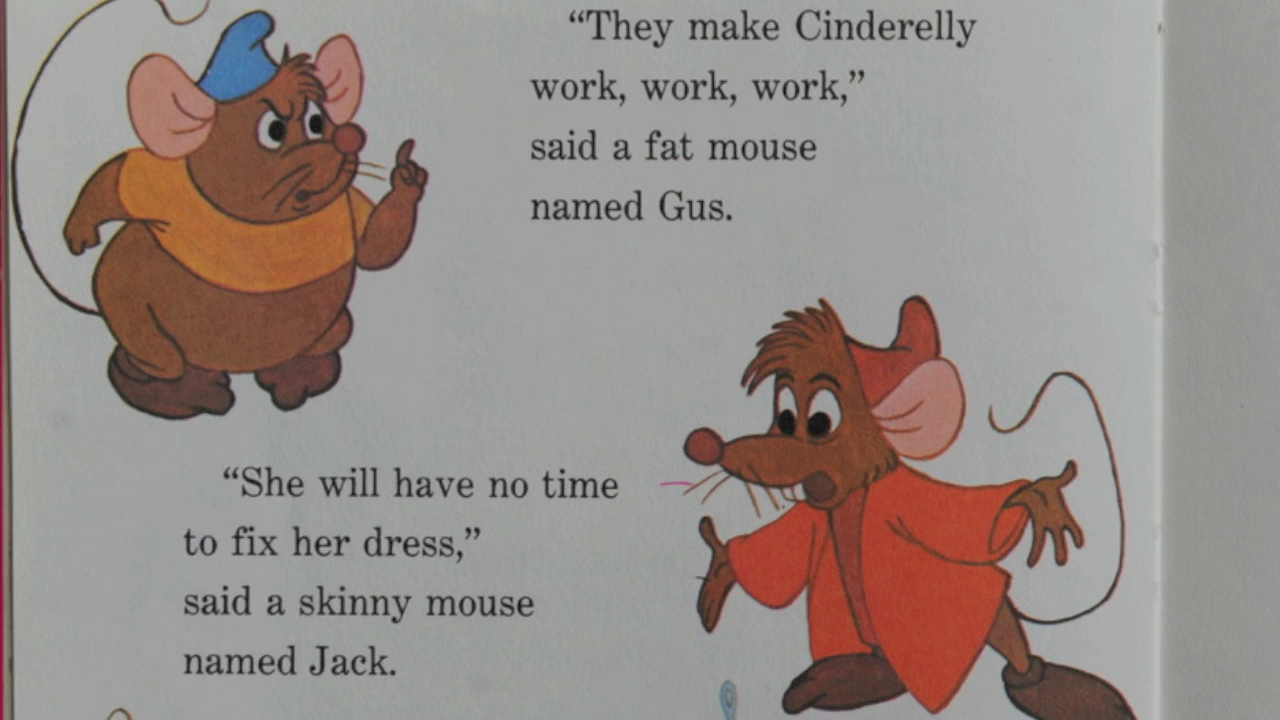 “They make Cinderelly
work, work, work,”
said a fat mouse
named Gus.
“She will have no time
to fix her dress,”
said a skinny mouse
named Jack.